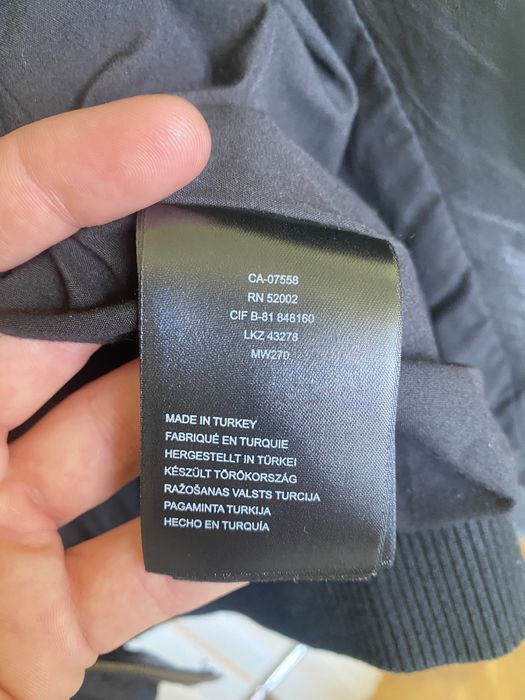 CA-07558
RN 52002
CIF B-81 848160
LKZ 43278
MW270
MADE IN TURKEY
FABRIQUÉ EN TURQUIE
HERGESTELLT IN TÜRKEI
KÉSZÜLT TÖRÖKORSZÁG
RAŽOŠANAS VALSTS TURCIJA
PAGAMINTA TURKIJA
HECHO EN TURQUÍA